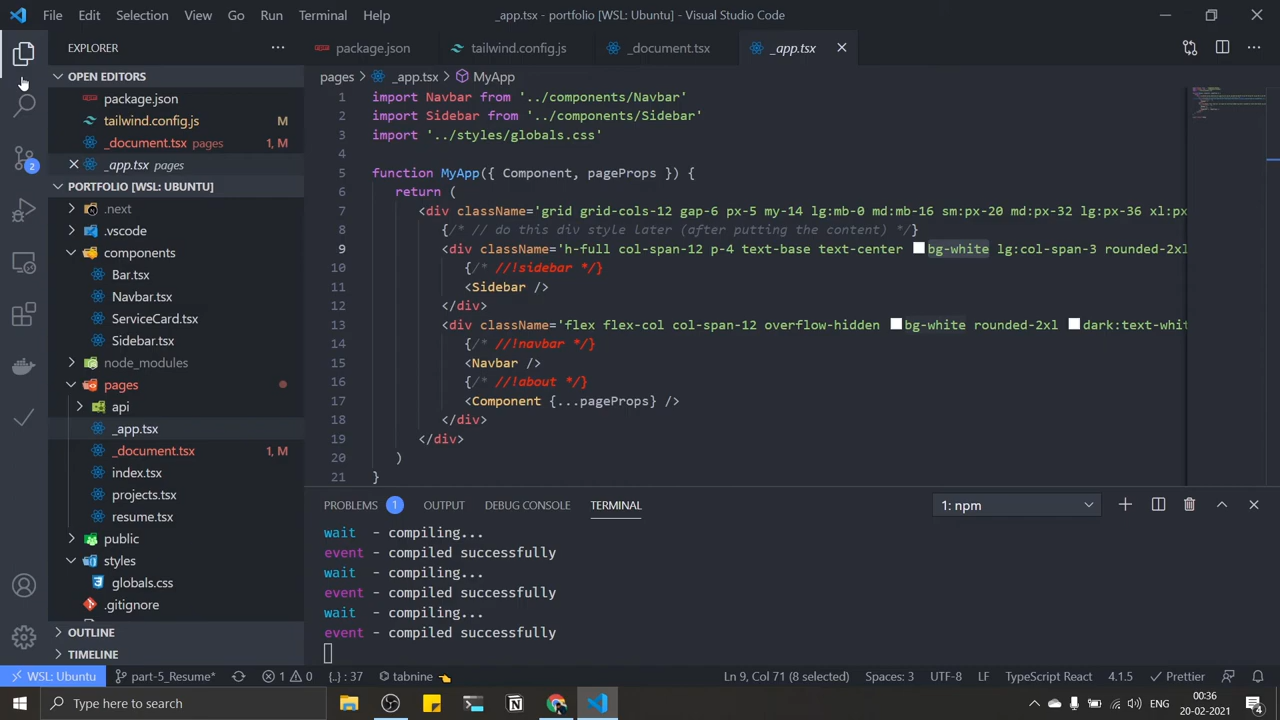 File Edit Selection View Go Run Terminal Help
_app.tsx - portfolio [WSL: Ubuntu] - Visual Studio Code
EXPLORER
package.json tailwind.config.js _document.tsx _app.tsx
OPEN EDITORS
pages _app.tsx MyApp
package.json
tailwind.config.js M
_document.tsx pages 1, M
_app.tsx pages
PORTFOLIO [WSL: UBUNTU]
.next
.vscode
components
Bar.tsx
Navbar.tsx
ServiceCard.tsx
Sidebar.tsx
node_modules
pages
api
_app.tsx
_document.tsx 1, M
index.tsx
projects.tsx
resume.tsx
public
styles
globals.css
.gitignore
OUTLINE
TIMELINE
2
1 import Navbar from '../components/Navbar'
2 import Sidebar from '../components/Sidebar'
3 import '../styles/globals.css'
4
5 function MyApp({ Component, pageProps }) {
6 return (
7 <div className='grid grid-cols-12 gap-6 px-5 my-14 lg:mb-0 md:mb-16 sm:px-20 md:px-32 lg:px-36 xl:px
8 {/* // do this div style later (after putting the content) */}
9 <div className='h-full col-span-12 p-4 text-base text-center bg-white lg:col-span-3 rounded-2xl
10 {/* //!sidebar */}
11 <Sidebar />
12 </div>
13 <div className='flex flex-col col-span-12 overflow-hidden bg-white rounded-2xl dark:text-whit
14 {/* //!navbar */}
15 <Navbar />
16 {/* //!about */}
17 <Component {...pageProps} />
18 </div>
19 </div>
20 )
21 }
PROBLEMS 1 OUTPUT DEBUG CONSOLE TERMINAL 1: npm
wait - compiling...
event - compiled successfully
wait - compiling...
event - compiled successfully
wait - compiling...
event - compiled successfully
WSL: Ubuntu part-5_Resume* 1 0 {.} : 37 tabnine Ln 9, Col 71 (8 selected) Spaces: 3 UTF-8 LF TypeScript React 4.1.5 Prettier
Type here to search
00:36
20-02-2021